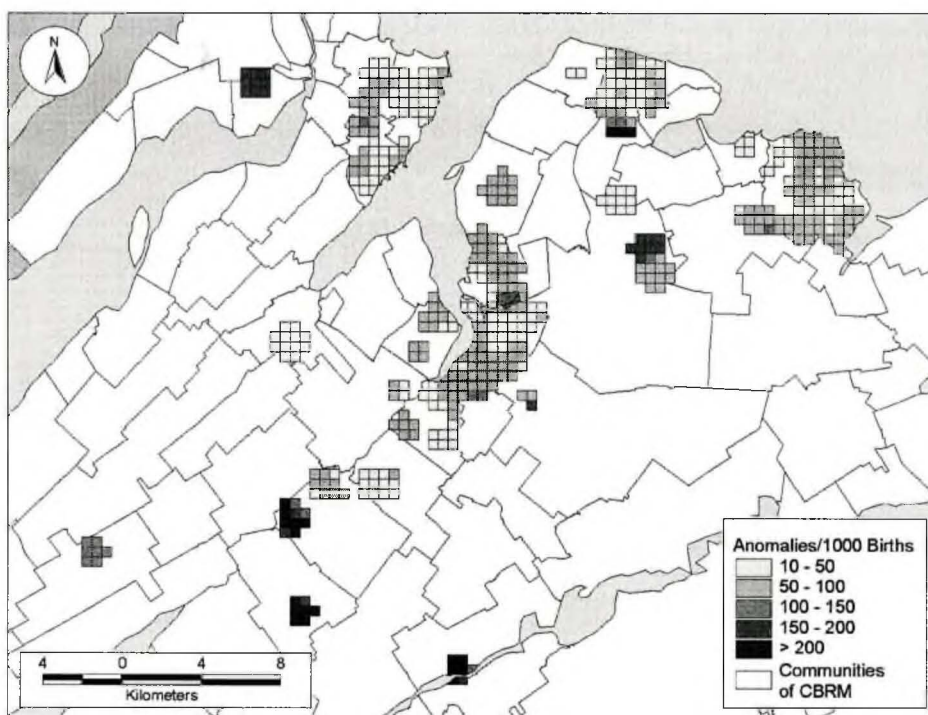 N
Anomalies/1000 Births
10 - 50
50 - 100
100 - 150
150 - 200
> 200
Communities
of CBRM
4 0 4 8
Kilometers